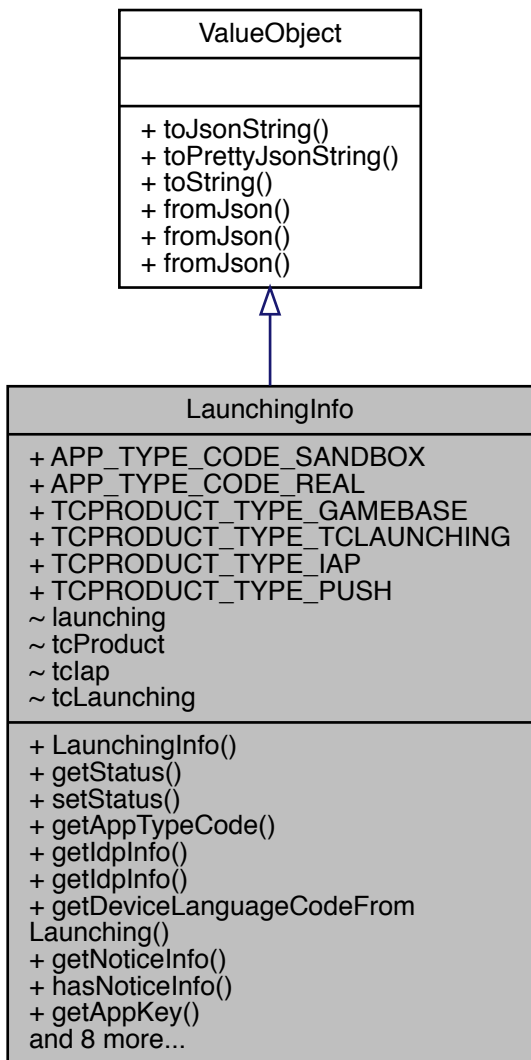 ValueObject
+ toJsonString()
+ toPrettyJsonString()
+ toString()
+ fromJson()
+ fromJson()
+ fromJson()
LaunchingInfo
+ APP_TYPE_CODE_SANDBOX
+ APP_TYPE_CODE_REAL
+ TCPRODUCT_TYPE_GAMEBASE
+ TCPRODUCT_TYPE_TCLAUNCHING
+ TCPRODUCT_TYPE_IAP
+ TCPRODUCT_TYPE_PUSH
~ launching
~ tcProduct
~ tcIap
~ tcLaunching
+ LaunchingInfo()
+ getStatus()
+ setStatus()
+ getAppTypeCode()
+ getIdpInfo()
+ getIdpInfo()
+ getDeviceLanguageCodeFrom
Launching()
+ getNoticeInfo()
+ hasNoticeInfo()
+ getAppKey()
and 8 more...